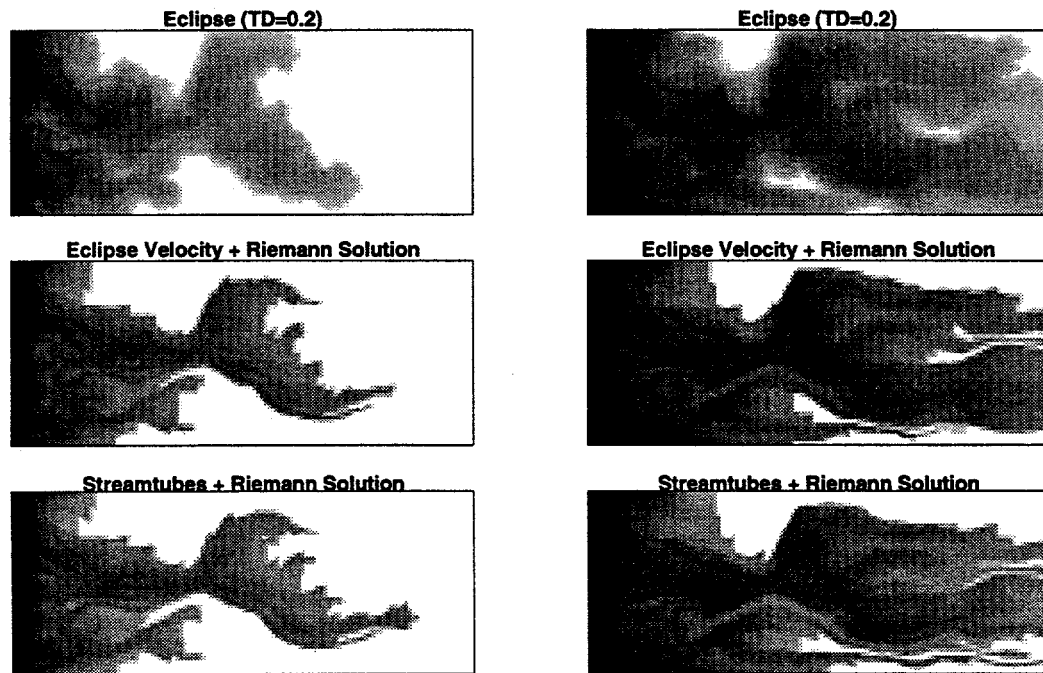 Eclipse (TD=0.2)
Eclipse (TD=0.2)
Eclipse Velocity + Riemann Solution
Eclipse Velocity + Riemann Solution
Streamtubes + Riemann Solution
Streamtubes + Riemann Solution